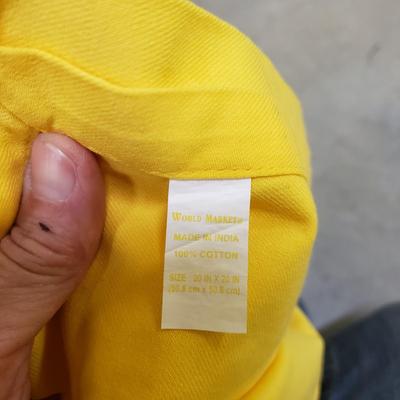 WORLD MARKET®
MADE IN INDIA
100% COTTON
SIZE : 20 IN X 20 IN
(50.8 cm x 50.8 cm)